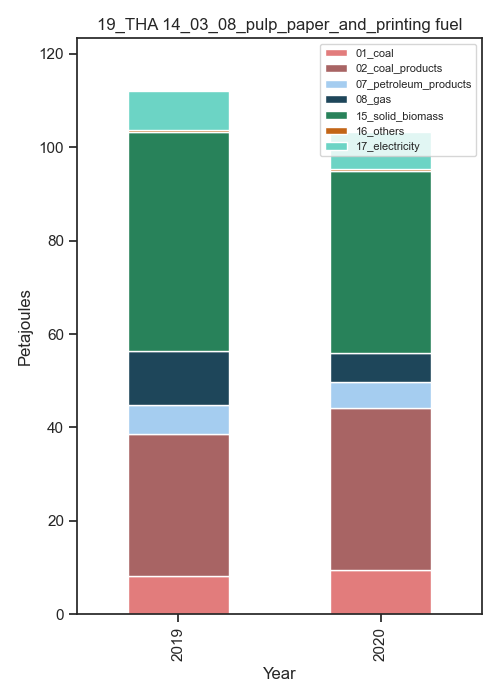 19_THA 14_03_08_pulp_paper_and_printing fuel
120
100
80
60
40
20
0
Petajoules
01_coal
02_coal_products
07_petroleum_products
08_gas
15_solid_biomass
16_others
17_electricity
2019
2020
Year